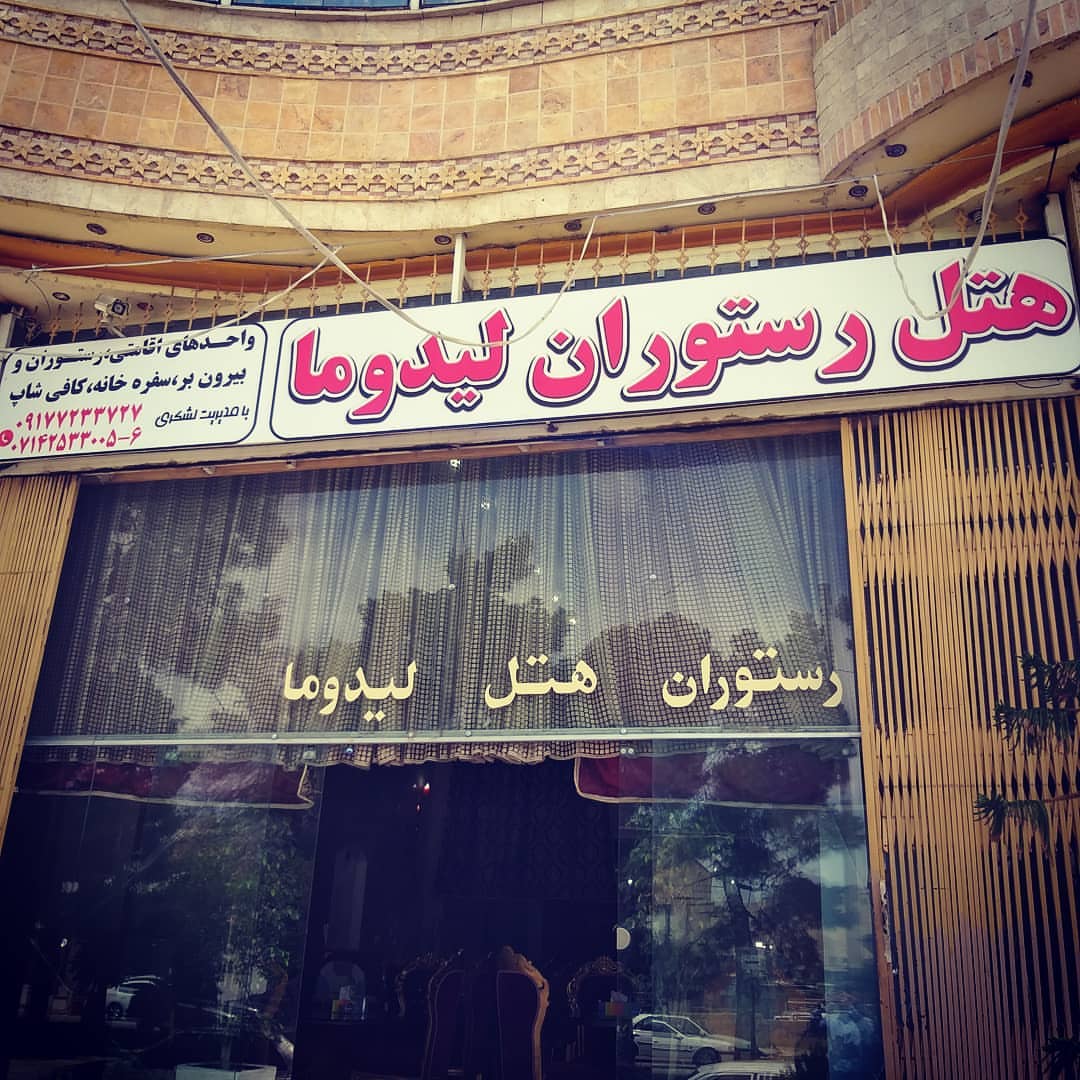 هتل رستوران لیدوما
واحدهای اقامتی،رستوران و
بیرون بر،سفره خانه،کافی شاپ
با مدیریت لشکری
۰۹۱۷۷۲۳۳۷۲۷
۰۷۱۴۲۵۳۳۰۰۵-۶
رستوران هتل لیدوما